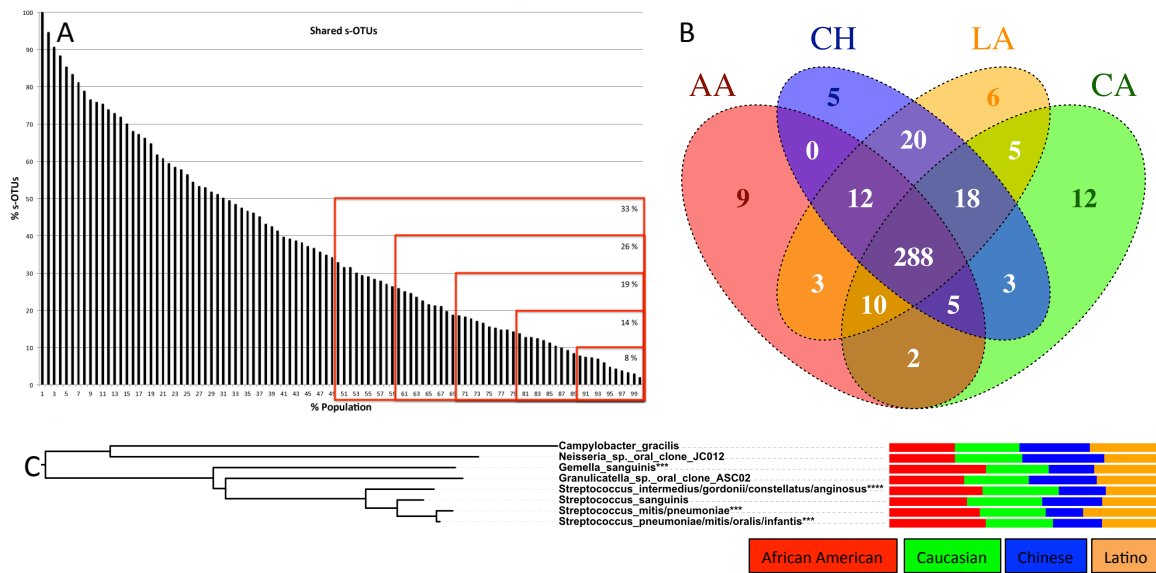 A
Shared s-OTUs
% s-OTUs
100
90
80
70
60
50
40
30
20
10
0
33 %
26 %
19 %
14 %
8 %
1 3 5 7 9 11 13 15 17 19 21 23 25 27 29 31 33 35 37 39 41 43 45 47 49 51 53 55 57 59 61 63 65 67 69 71 73 75 77 79 81 83 85 87 89 91 93 95 97 99
% Population
B
AA
CH
LA
CA
5
6
0
20
5
9
12
18
12
288
3
10
5
3
2
C
Campylobacter_gracilis
Neisseria_sp._oral_clone_JC012
Gemella_sanguinis***
Granulicatella_sp._oral_clone_ASC02
Streptococcus_intermedius/gordonii/constellatus/anginosus****
Streptococcus_sanguinis
Streptococcus_mitis/pneumoniae***
Streptococcus_pneumoniae/mitis/oralis/infantis***
African American
Caucasian
Chinese
Latino